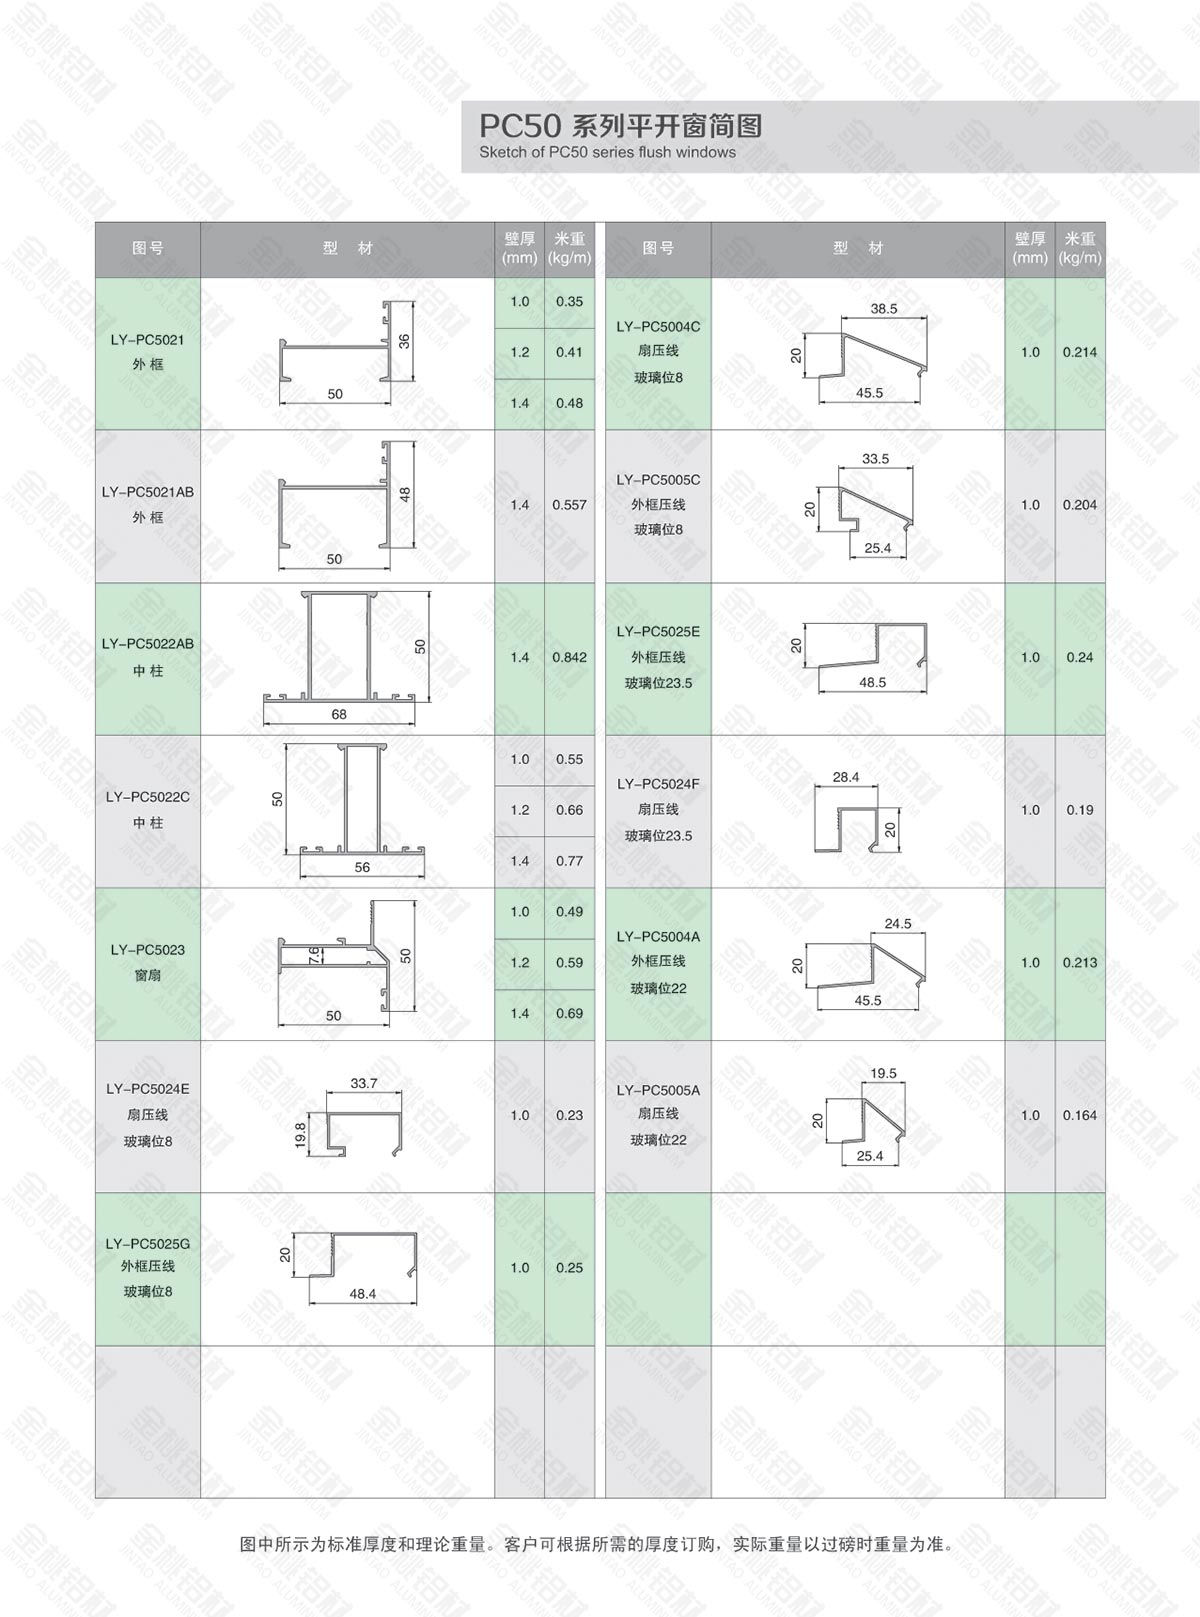 PC50 系列平开窗简图
Sketch of PC50 series flush windows
图号 型 材 壁厚(mm) 米重(kg/m)
LY-PC5021
外 框
36
50
1.0 0.35
1.2 0.41
1.4 0.48
LY-PC5021AB
外 框
48
50
1.4 0.557
LY-PC5022AB
中 柱
50
68
1.4 0.842
LY-PC5022C
中 柱
50
56
1.0 0.55
1.2 0.66
1.4 0.77
LY-PC5023
窗扇
7.6
50
50
1.0 0.49
1.2 0.59
1.4 0.69
LY-PC5024E
扇压线
玻璃位8
33.7
19.8
1.0 0.23
LY-PC5025G
外框压线
玻璃位8
20
48.4
1.0 0.25
图号 型 材 壁厚(mm) 米重(kg/m)
LY-PC5004C
扇压线
玻璃位8
38.5
20
45.5
1.0 0.214
LY-PC5005C
外框压线
玻璃位8
33.5
20
25.4
1.0 0.204
LY-PC5025E
外框压线
玻璃位23.5
20
48.5
1.0 0.24
LY-PC5024F
扇压线
玻璃位23.5
28.4
20
1.0 0.19
LY-PC5004A
外框压线
玻璃位22
24.5
20
45.5
1.0 0.213
LY-PC5005A
扇压线
玻璃位22
19.5
20
25.4
1.0 0.164
图中所示为标准厚度和理论重量。客户可根据所需的厚度订购，实际重量以过磅时重量为准。
金桃铝材
JINTAO ALUMINIUM